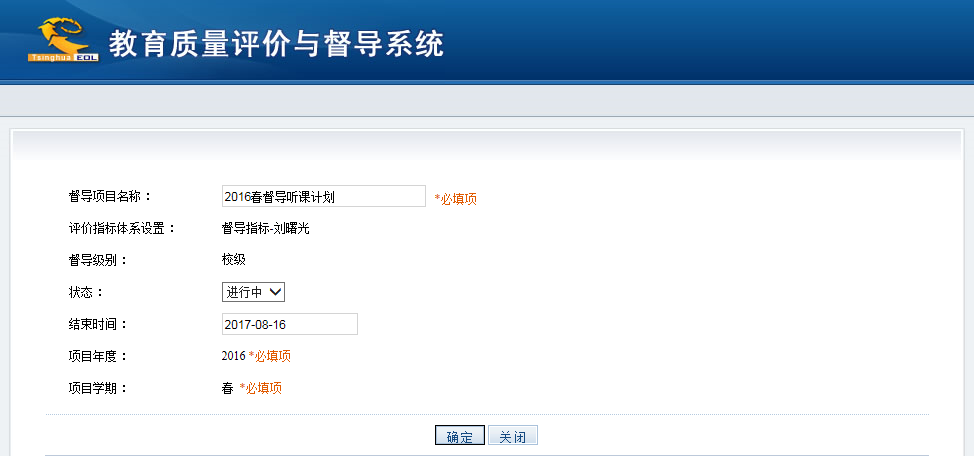 Tsinghua EOL 教育质量评价与督导系统
督导项目名称： 2016春督导听课计划 *必填项
评价指标体系设置： 督导指标-刘曙光
督导级别： 校级
状态： 进行中
结束时间： 2017-08-16
项目年度： 2016 *必填项
项目学期： 春 *必填项
确定 关闭